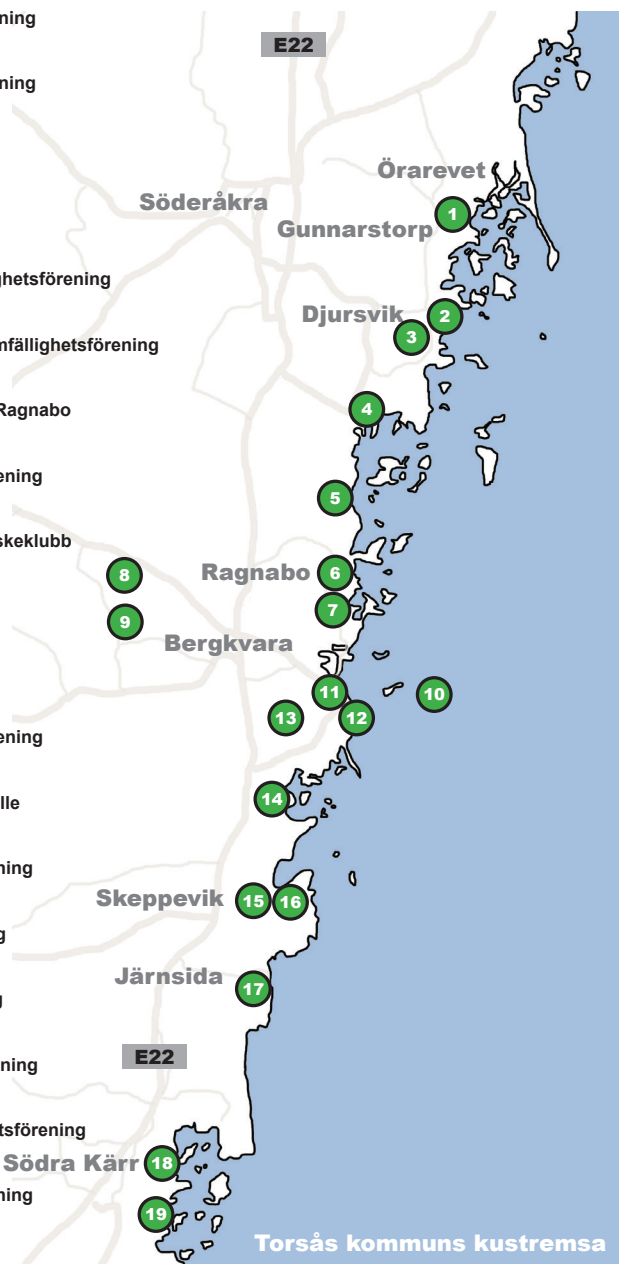 ning
E22
ning
Örarevet
Söderåkra
1
Gunnarstorp
ghetsförening
Djursvik
2
3
nfällighetsförening
Ragnabo
4
ening
5
skeklubb
8
Ragnabo
6
7
9
Bergkvara
11
10
13
12
ening
14
lle
ning
Skeppevik
15
16
g
Järnsida
17
g
E22
ning
tsförening
Södra Kärr
18
ning
19
Torsås kommuns kustremsa